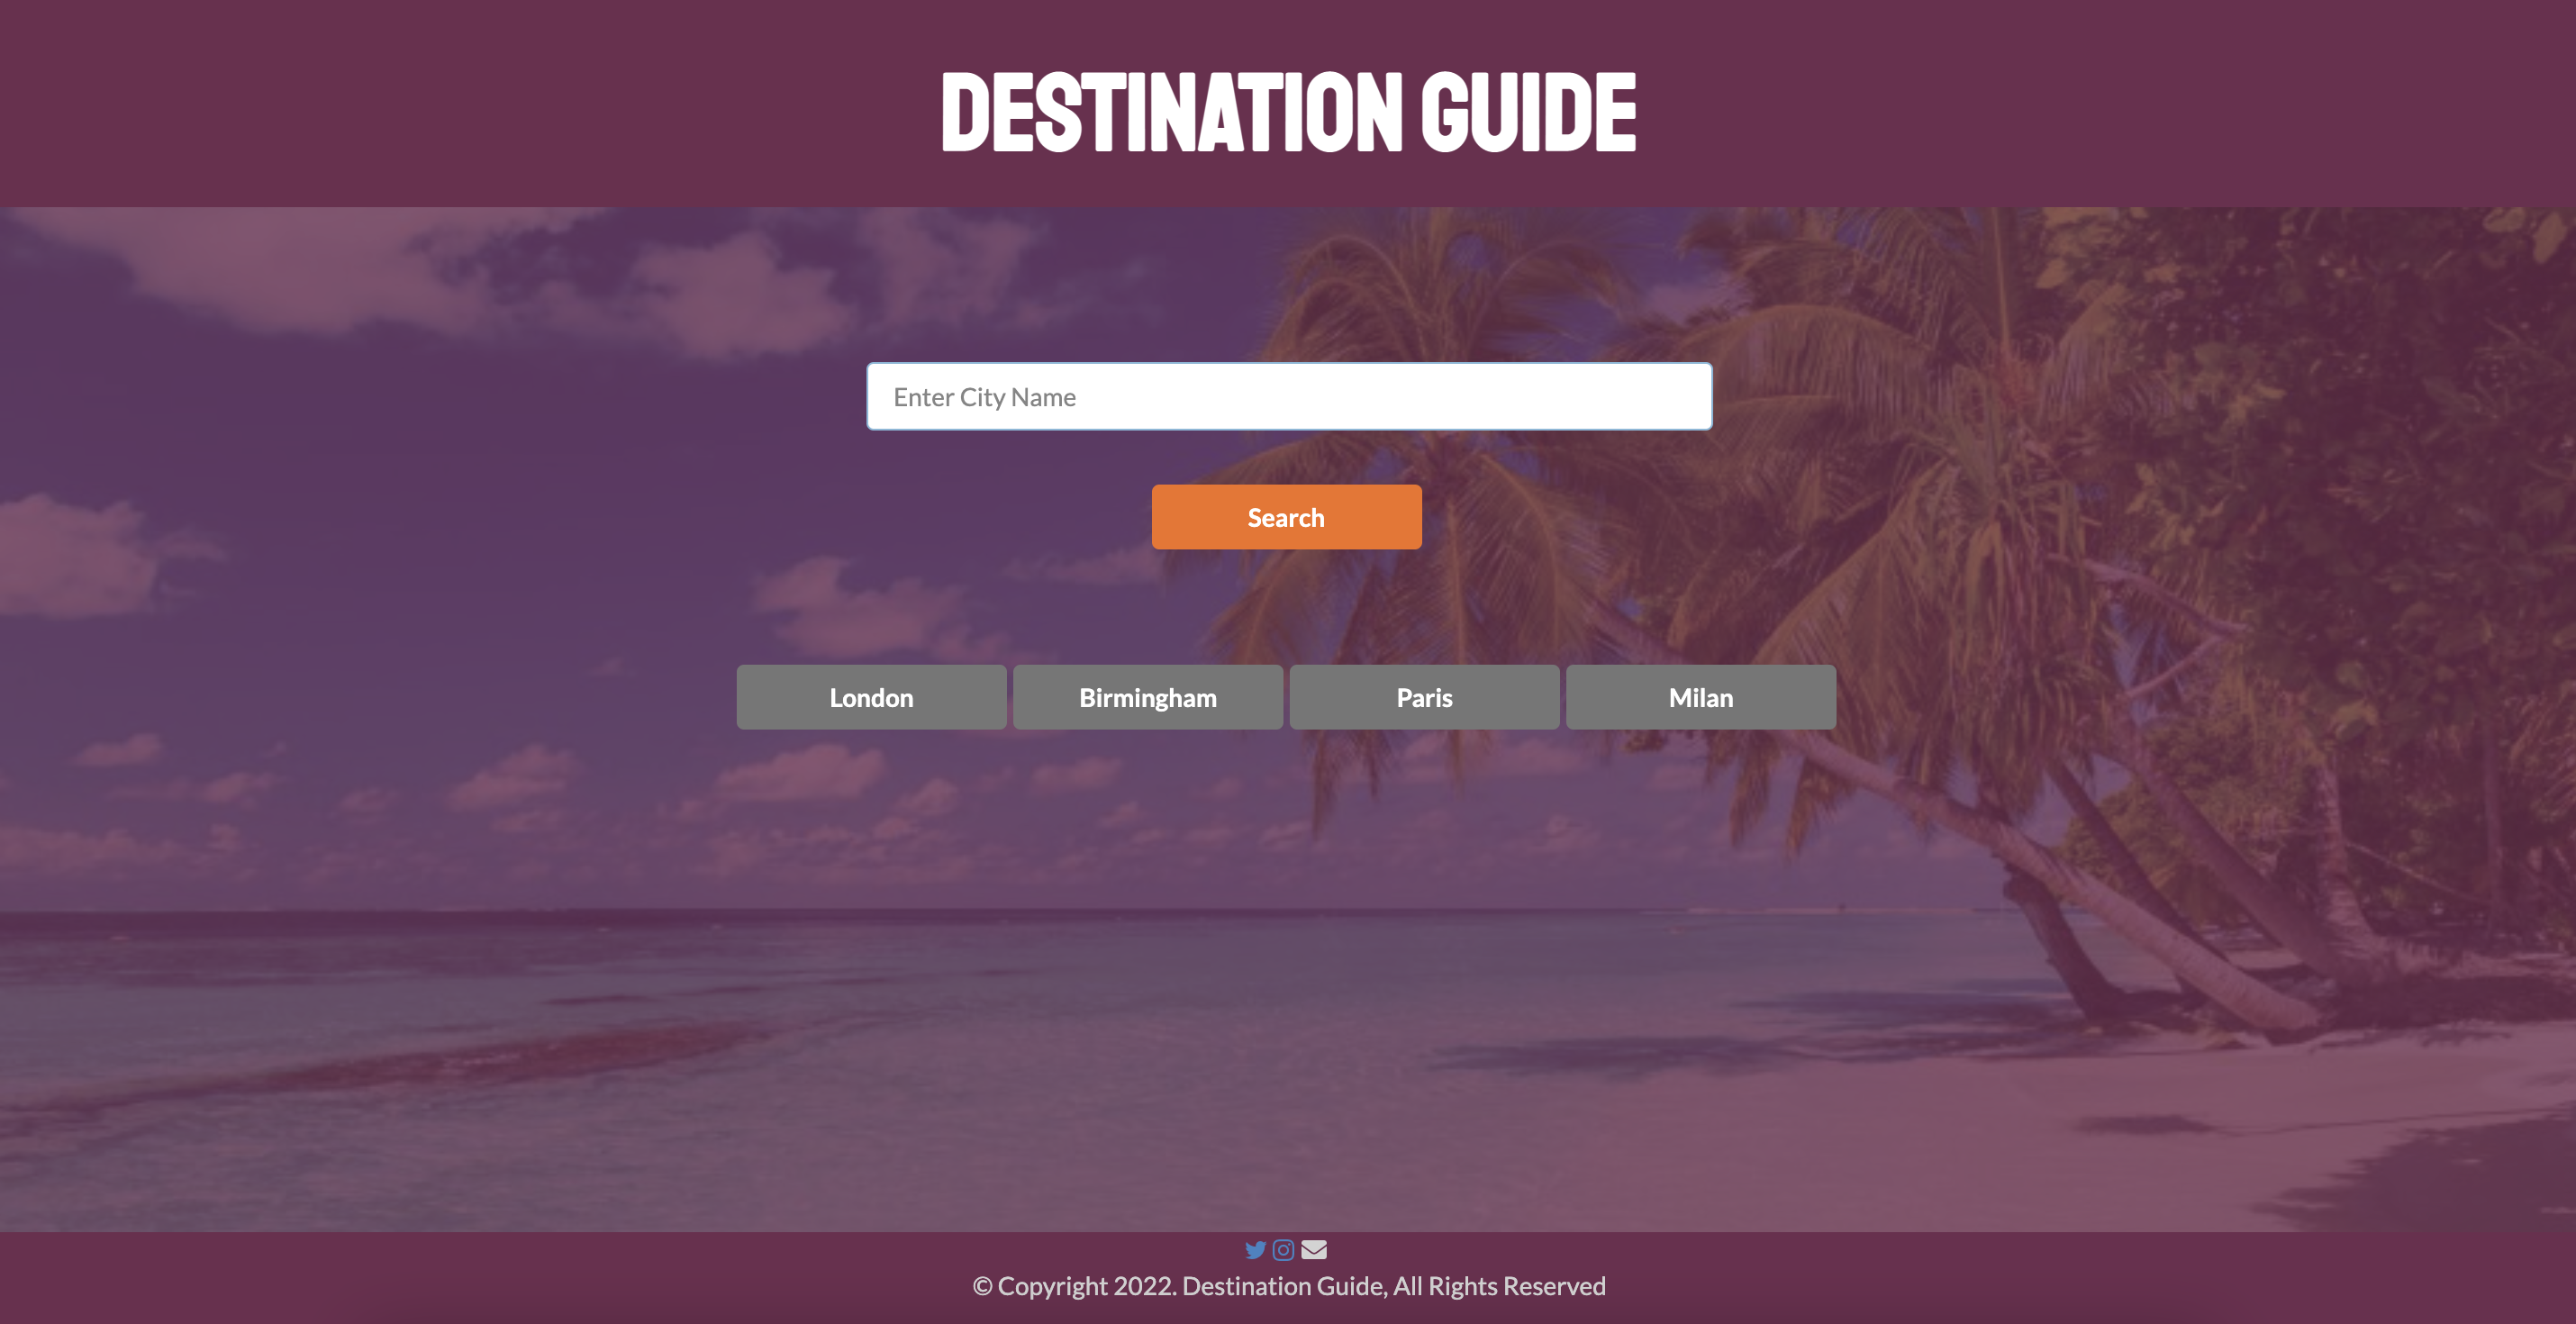 DESTINATION GUIDE
Enter City Name
Search
London Birmingham Paris Milan
© Copyright 2022. Destination Guide, All Rights Reserved